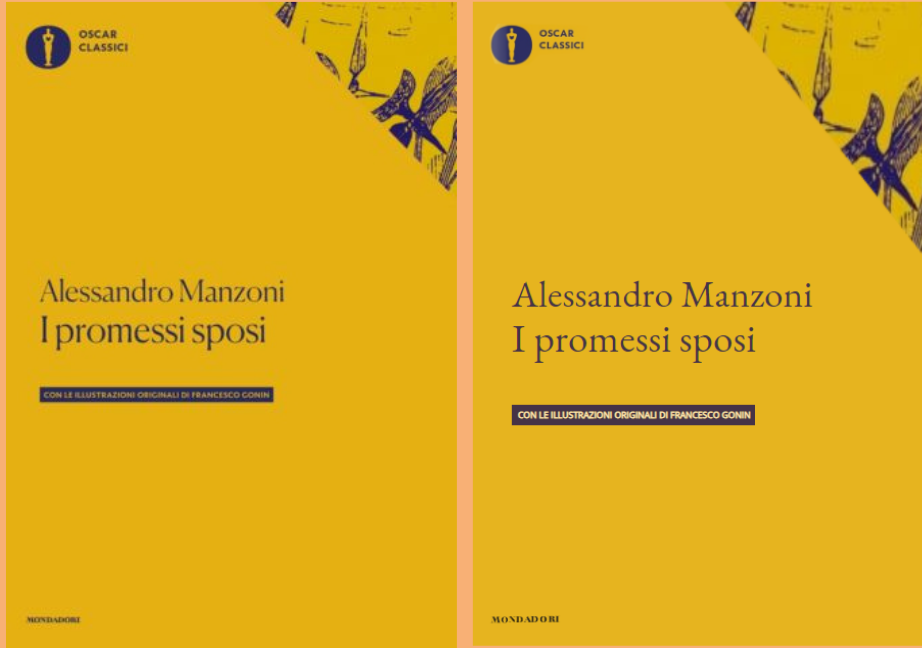 OSCAR
CLASSICI
Alessandro Manzoni
I promessi sposi
CON LE ILLUSTRAZIONI ORIGINALI DI FRANCESCO GONIN
MONDADORI
OSCAR
CLASSICI
Alessandro Manzoni
I promessi sposi
CON LE ILLUSTRAZIONI ORIGINALI DI FRANCESCO GONIN
MONDADORI